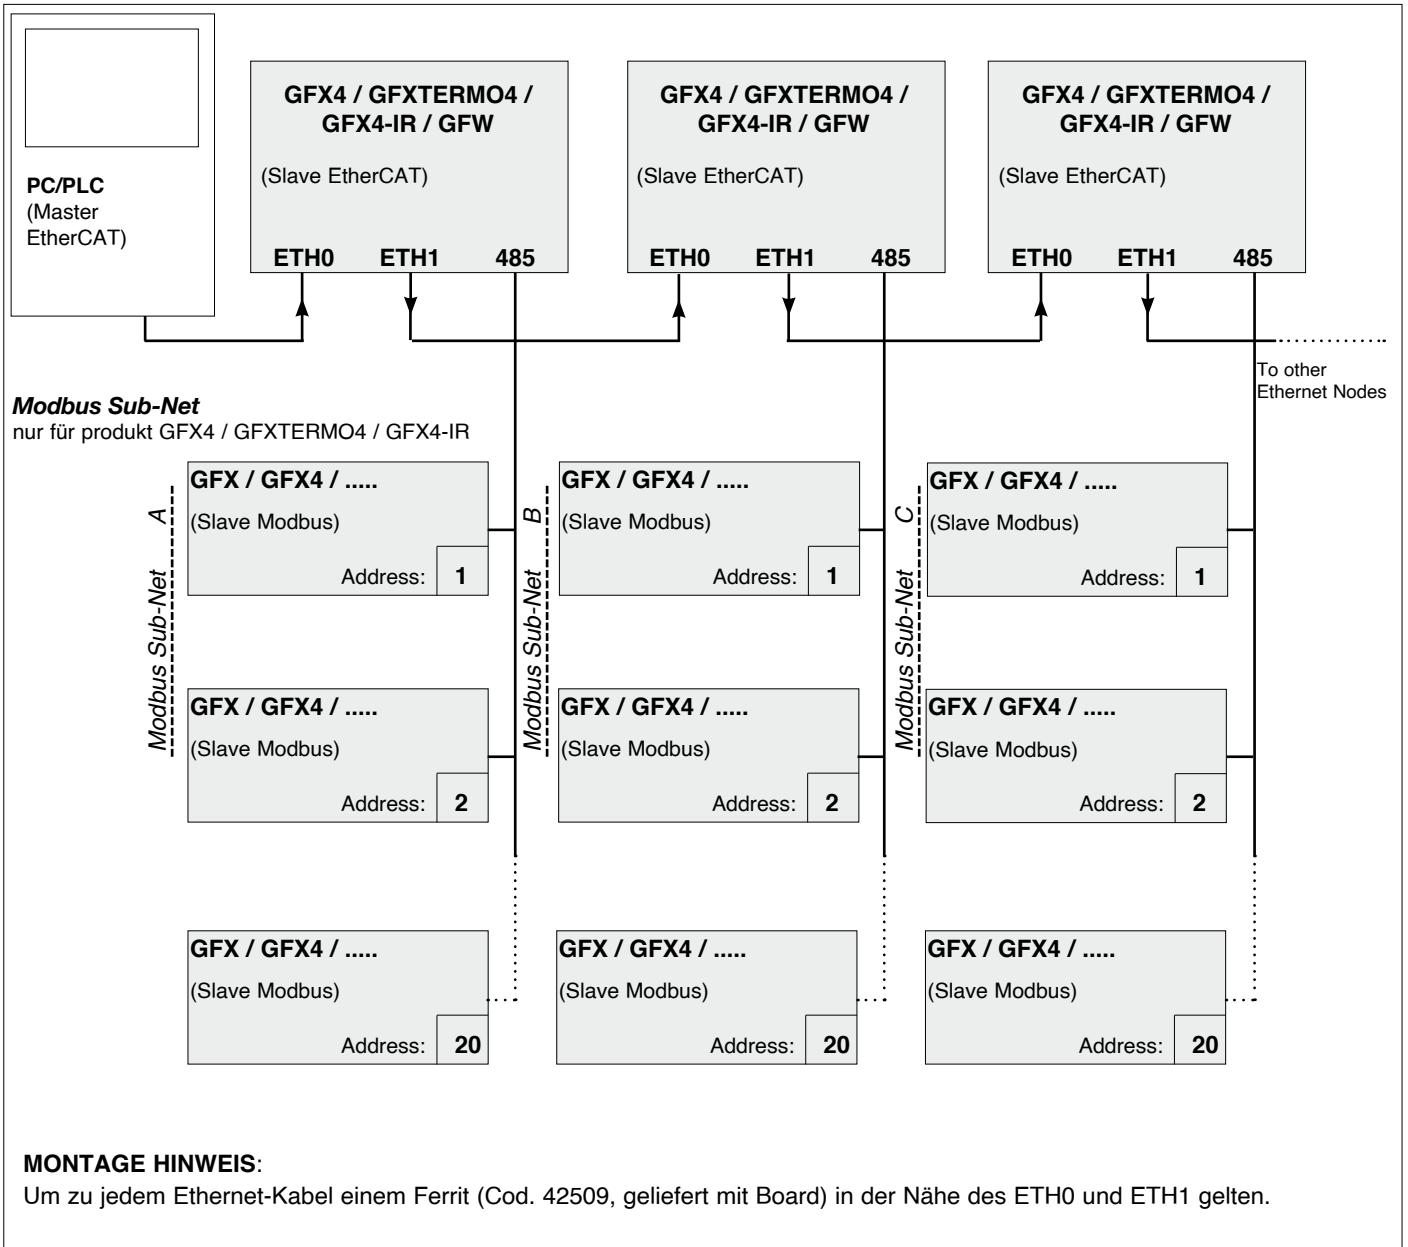 PC/PLC
(Master
EtherCAT)
GFX4 / GFXTERMO4 /
GFX4-IR / GFW
(Slave EtherCAT)
ETH0 ETH1 485
GFX4 / GFXTERMO4 /
GFX4-IR / GFW
(Slave EtherCAT)
ETH0 ETH1 485
GFX4 / GFXTERMO4 /
GFX4-IR / GFW
(Slave EtherCAT)
ETH0 ETH1 485
To other
Ethernet Nodes
Modbus Sub-Net
nur für produkt GFX4 / GFXTERMO4 / GFX4-IR
Modbus Sub-Net A
GFX / GFX4 / .....
(Slave Modbus)
Address: 1
GFX / GFX4 / .....
(Slave Modbus)
Address: 2
GFX / GFX4 / .....
(Slave Modbus)
Address: 20
Modbus Sub-Net B
GFX / GFX4 / .....
(Slave Modbus)
Address: 1
GFX / GFX4 / .....
(Slave Modbus)
Address: 2
GFX / GFX4 / .....
(Slave Modbus)
Address: 20
Modbus Sub-Net C
GFX / GFX4 / .....
(Slave Modbus)
Address: 1
GFX / GFX4 / .....
(Slave Modbus)
Address: 2
GFX / GFX4 / .....
(Slave Modbus)
Address: 20
MONTAGE HINWEIS:
Um zu jedem Ethernet-Kabel einem Ferrit (Cod. 42509, geliefert mit Board) in der Nähe des ETH0 und ETH1 gelten.